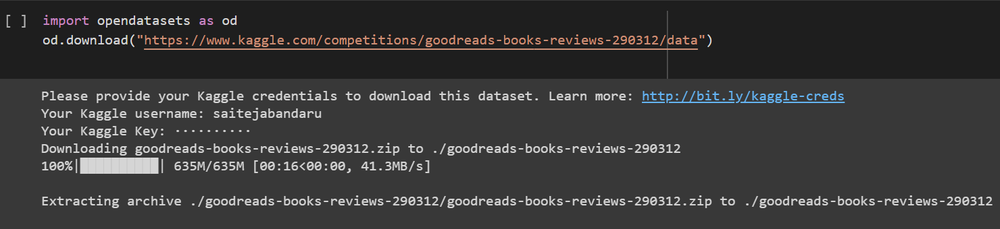 [ ] import opendatasets as od
od.download("https://www.kaggle.com/competitions/goodreads-books-reviews-290312/data")
Please provide your Kaggle credentials to download this dataset. Learn more: http://bit.ly/kaggle-creds
Your Kaggle username: saitejabandaru
Your Kaggle Key: ··········
Downloading goodreads-books-reviews-290312.zip to ./goodreads-books-reviews-290312
100%|██████████| 635M/635M [00:16<00:00, 41.3MB/s]
Extracting archive ./goodreads-books-reviews-290312/goodreads-books-reviews-290312.zip to ./goodreads-books-reviews-290312